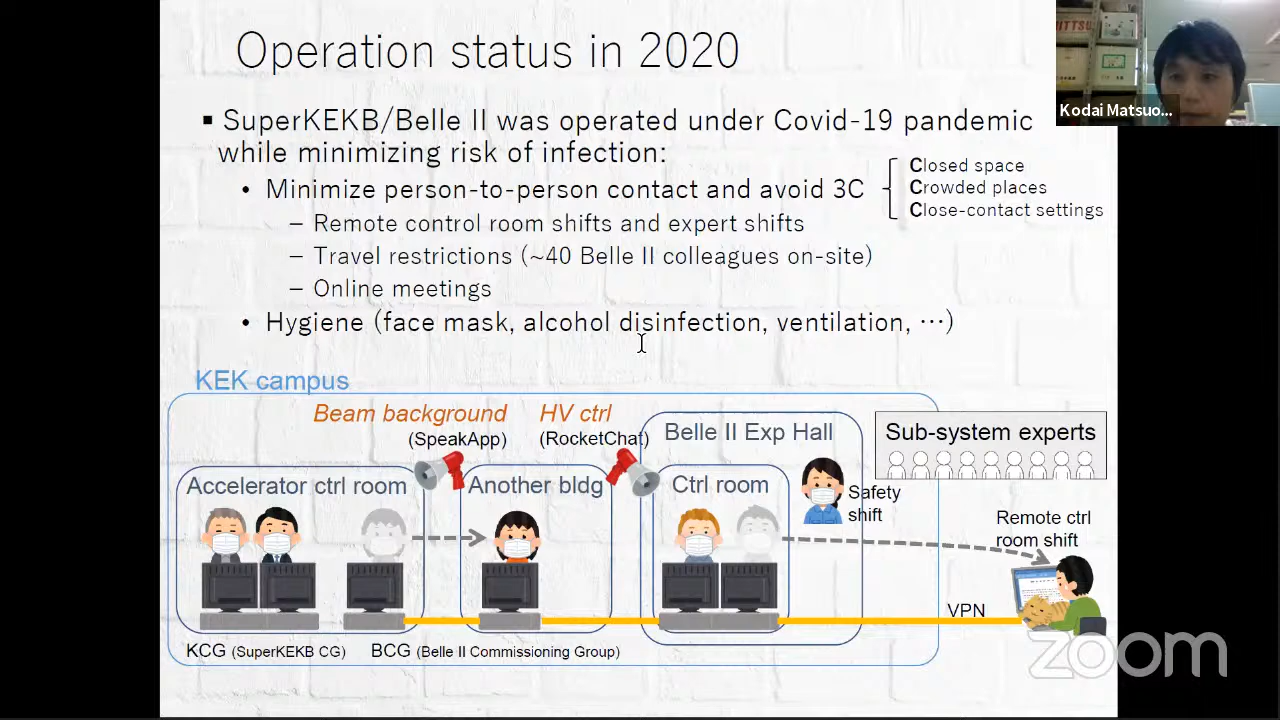 Operation status in 2020
Kodai Matsuo...
▪ SuperKEKB/Belle II was operated under Covid-19 pandemic
while minimizing risk of infection:
• Minimize person-to-person contact and avoid 3C
Closed space
Crowded places
Close-contact settings
– Remote control room shifts and expert shifts
– Travel restrictions (~40 Belle II colleagues on-site)
– Online meetings
• Hygiene (face mask, alcohol disinfection, ventilation, …)
KEK campus
Beam background
(SpeakApp)
HV ctrl
(RocketChat)
Belle II Exp Hall
Sub-system experts
Accelerator ctrl room
Another bldg
Ctrl room
Safety
shift
Remote ctrl
room shift
VPN
KCG (SuperKEKB CG)
BCG (Belle II Commissioning Group)
zoom